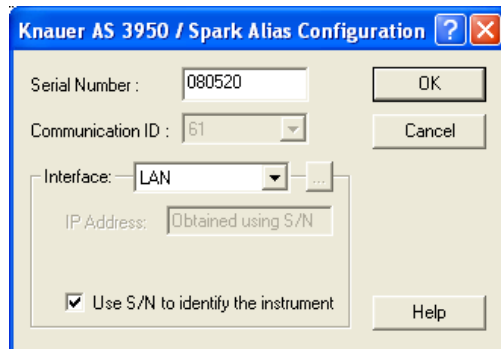 Knauer AS 3950 / Spark Alias Configuration
Serial Number : 080520
OK
Communication ID : 61
Cancel
Interface: LAN ...
IP Address: Obtained using S/N
Use S/N to identify the instrument
Help